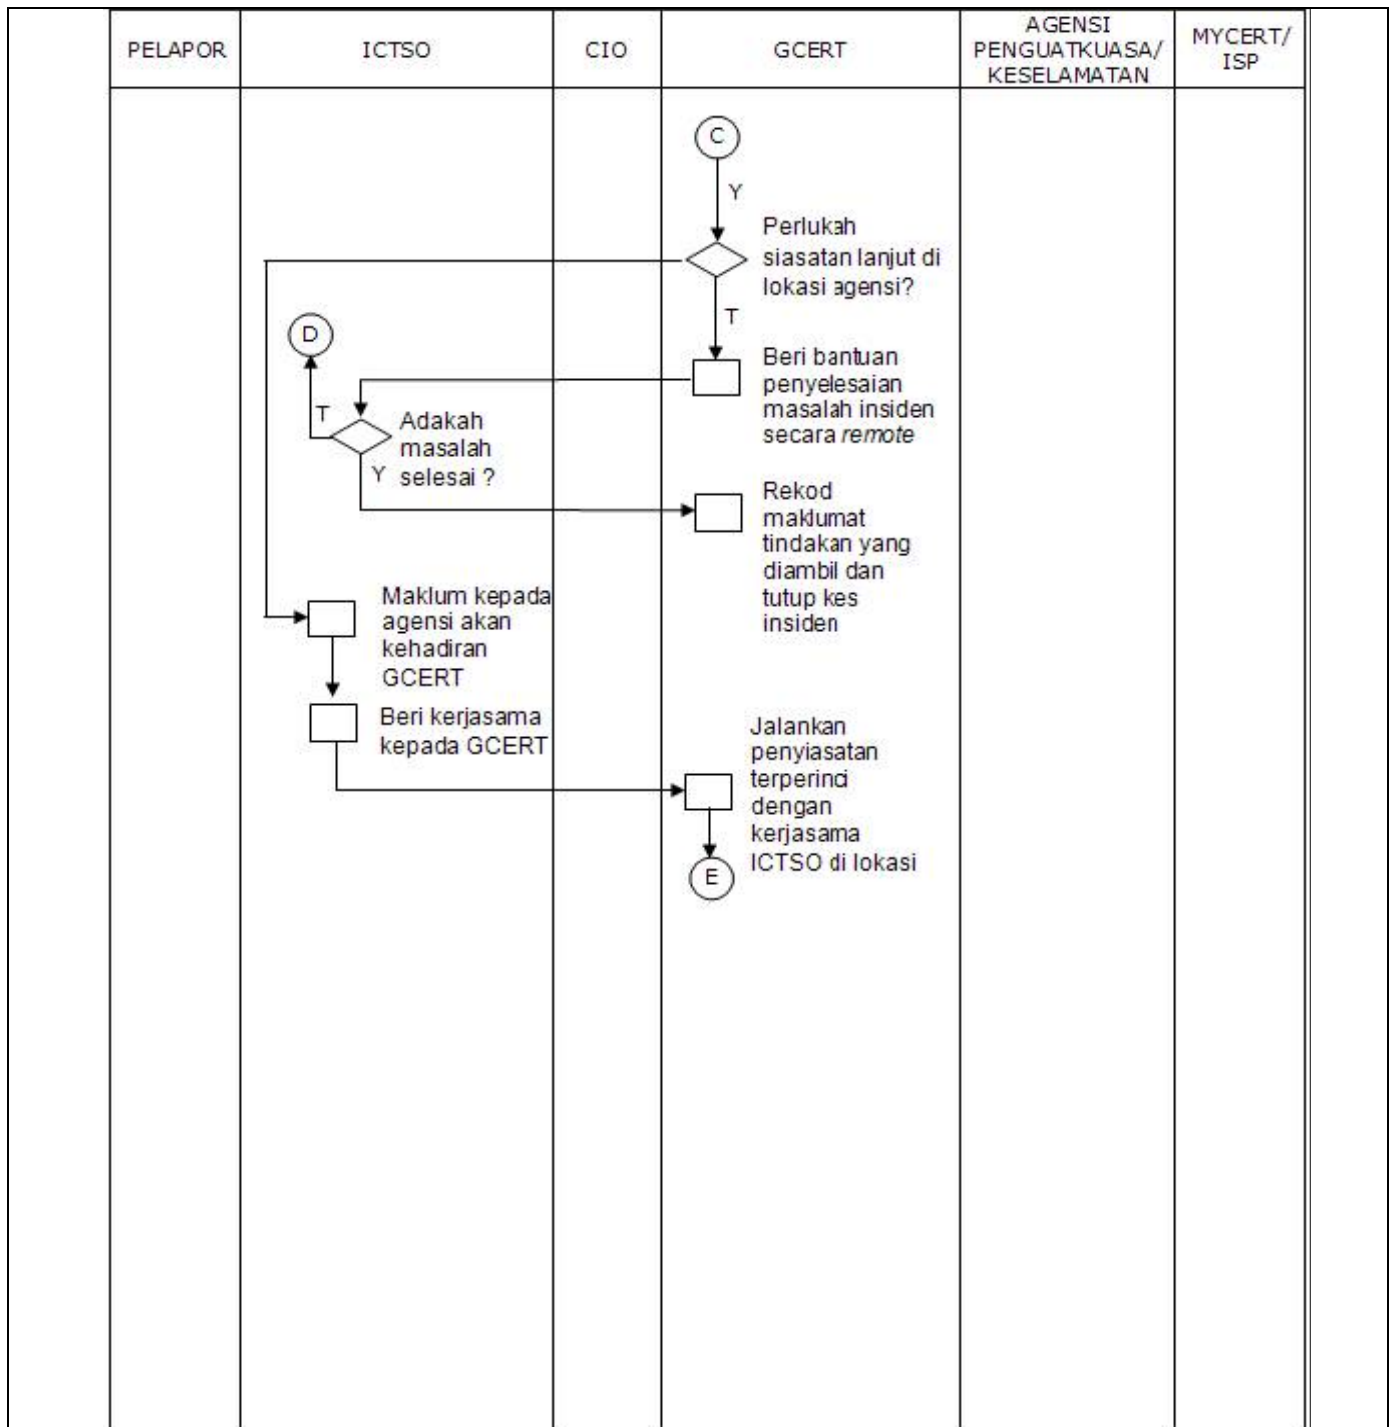 PELAPOR
ICTSO
CIO
GCERT
AGENSI
PENGUATKUASA/
KESELAMATAN
MYCERT/
ISP
C
Y
Perlukah
siasatan lanjut di
lokasi agensi?
T
D
Beri bantuan
penyelesaian
masalah insiden
secara remote
T
Adakah
masalah
selesai ?
Y
Rekod
maklumat
tindakan yang
diambil dan
tutup kes
insiden
Maklum kepada
agensi akan
kehadiran
GCERT
Beri kerjasama
kepada GCERT
Jalankan
penyiasatan
terperinci
dengan
kerjasama
ICTSO di lokasi
E